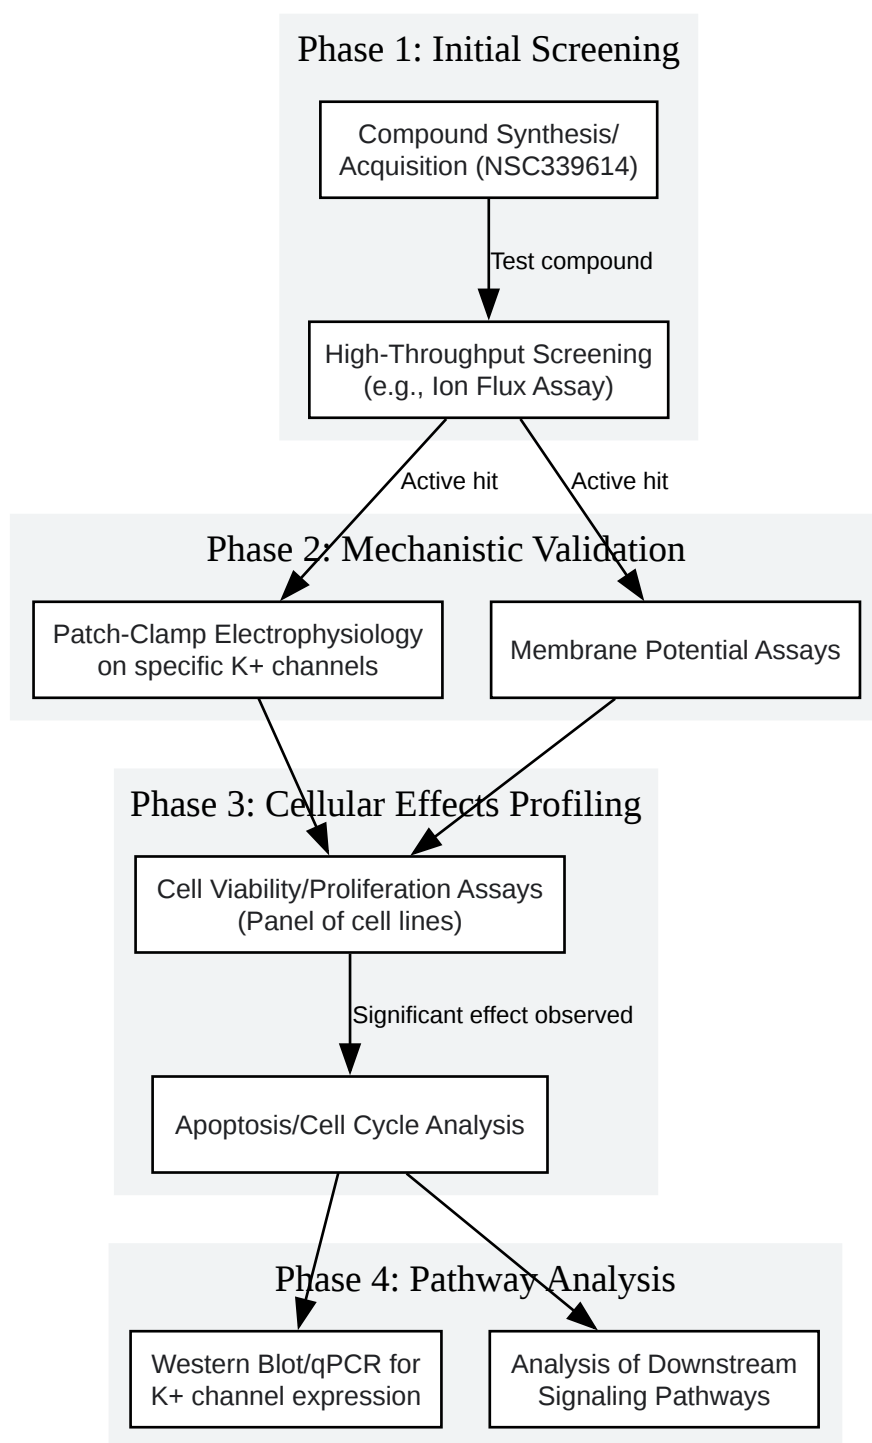 Phase 1: Initial Screening
Compound Synthesis/
Acquisition (NSC339614)
Test compound
High-Throughput Screening
(e.g., Ion Flux Assay)
Active hit
Active hit
Phase 2: Mechanistic Validation
Patch-Clamp Electrophysiology
on specific K+ channels
Membrane Potential Assays
Phase 3: Cellular Effects Profiling
Cell Viability/Proliferation Assays
(Panel of cell lines)
Significant effect observed
Apoptosis/Cell Cycle Analysis
Phase 4: Pathway Analysis
Western Blot/qPCR for
K+ channel expression
Analysis of Downstream
Signaling Pathways